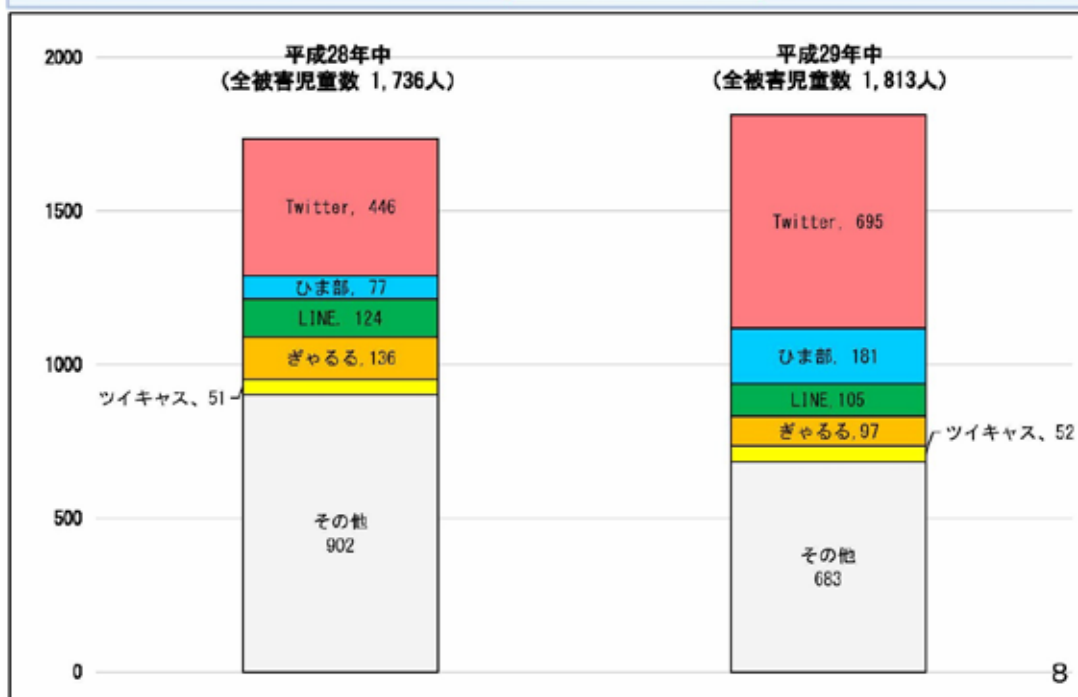 平成28年中
(全被害児童数 1,736人)
平成29年中
(全被害児童数 1,813人)
2000
1500
1000
500
0
Twitter, 446
ひま部, 77
LINE, 124
ぎゃるる,136
ツイキャス、51
その他
902
Twitter, 695
ひま部, 181
LINE,105
ぎゃるる,97
ツイキャス、52
その他
683
8